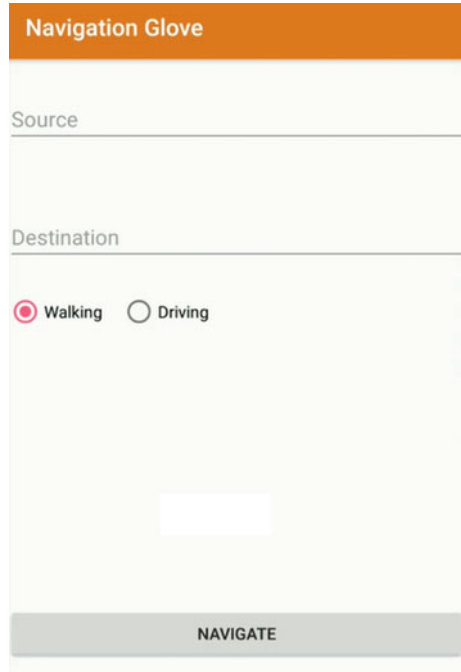 Navigation Glove
Source
Destination
Walking Driving
NAVIGATE